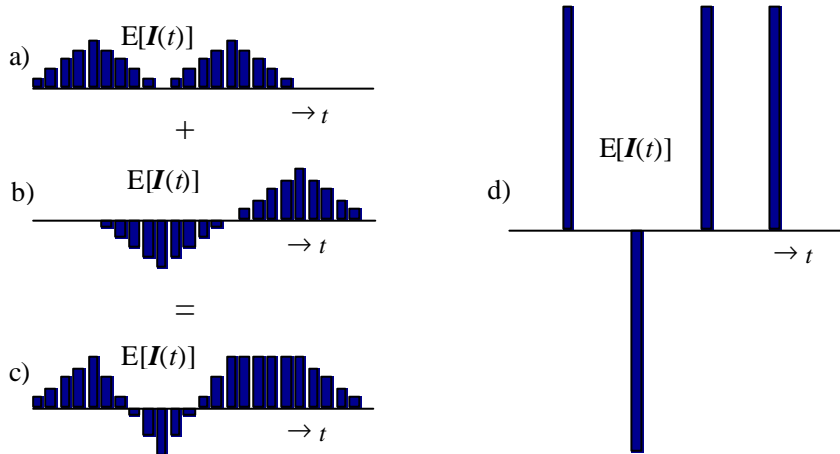 a)
E[I(t)]
→ t
+
b)
E[I(t)]
→ t
=
c)
E[I(t)]
→ t
d)
E[I(t)]
→ t